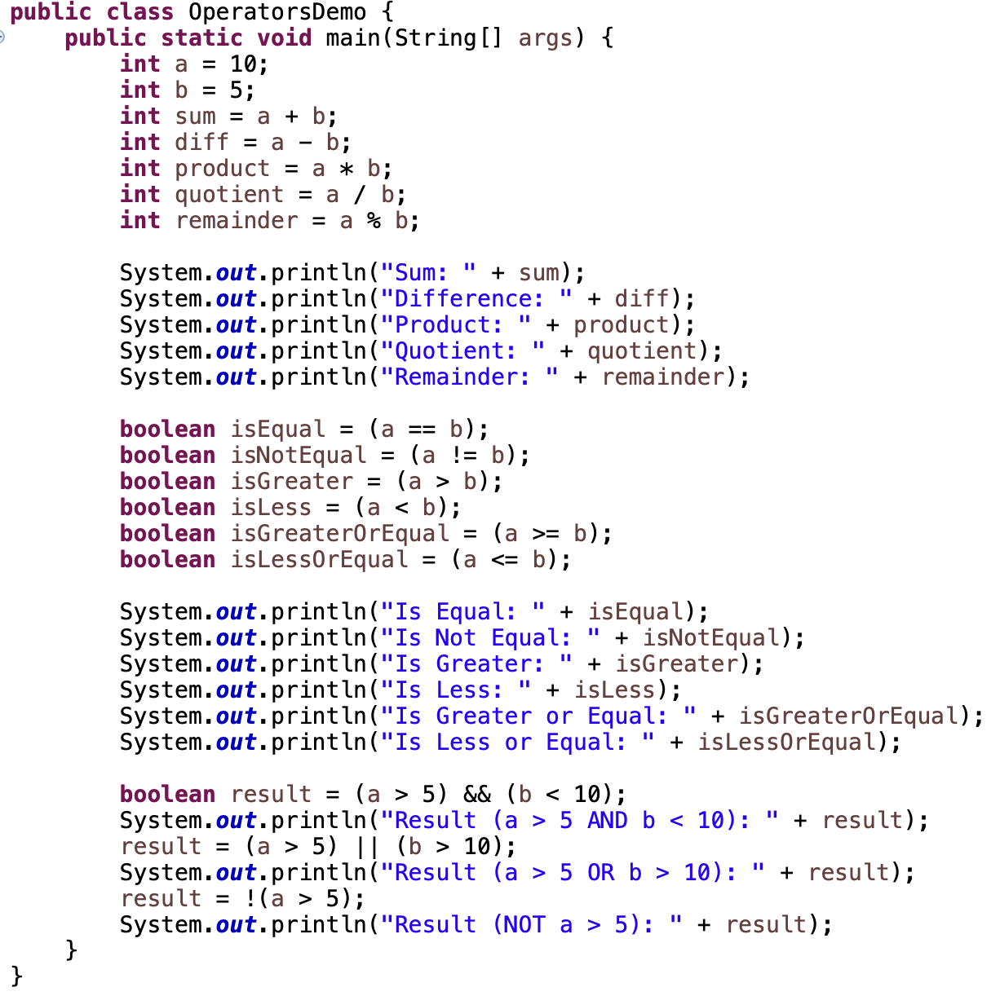 public class OperatorsDemo {
    public static void main(String[] args) {
        int a = 10;
        int b = 5;
        int sum = a + b;
        int diff = a - b;
        int product = a * b;
        int quotient = a / b;
        int remainder = a % b;

        System.out.println("Sum: " + sum);
        System.out.println("Difference: " + diff);
        System.out.println("Product: " + product);
        System.out.println("Quotient: " + quotient);
        System.out.println("Remainder: " + remainder);

        boolean isEqual = (a == b);
        boolean isNotEqual = (a != b);
        boolean isGreater = (a > b);
        boolean isLess = (a < b);
        boolean isGreaterOrEqual = (a >= b);
        boolean isLessOrEqual = (a <= b);

        System.out.println("Is Equal: " + isEqual);
        System.out.println("Is Not Equal: " + isNotEqual);
        System.out.println("Is Greater: " + isGreater);
        System.out.println("Is Less: " + isLess);
        System.out.println("Is Greater or Equal: " + isGreaterOrEqual);
        System.out.println("Is Less or Equal: " + isLessOrEqual);

        boolean result = (a > 5) && (b < 10);
        System.out.println("Result (a > 5 AND b < 10): " + result);
        result = (a > 5) || (b > 10);
        System.out.println("Result (a > 5 OR b > 10): " + result);
        result = !(a > 5);
        System.out.println("Result (NOT a > 5): " + result);
    }
}